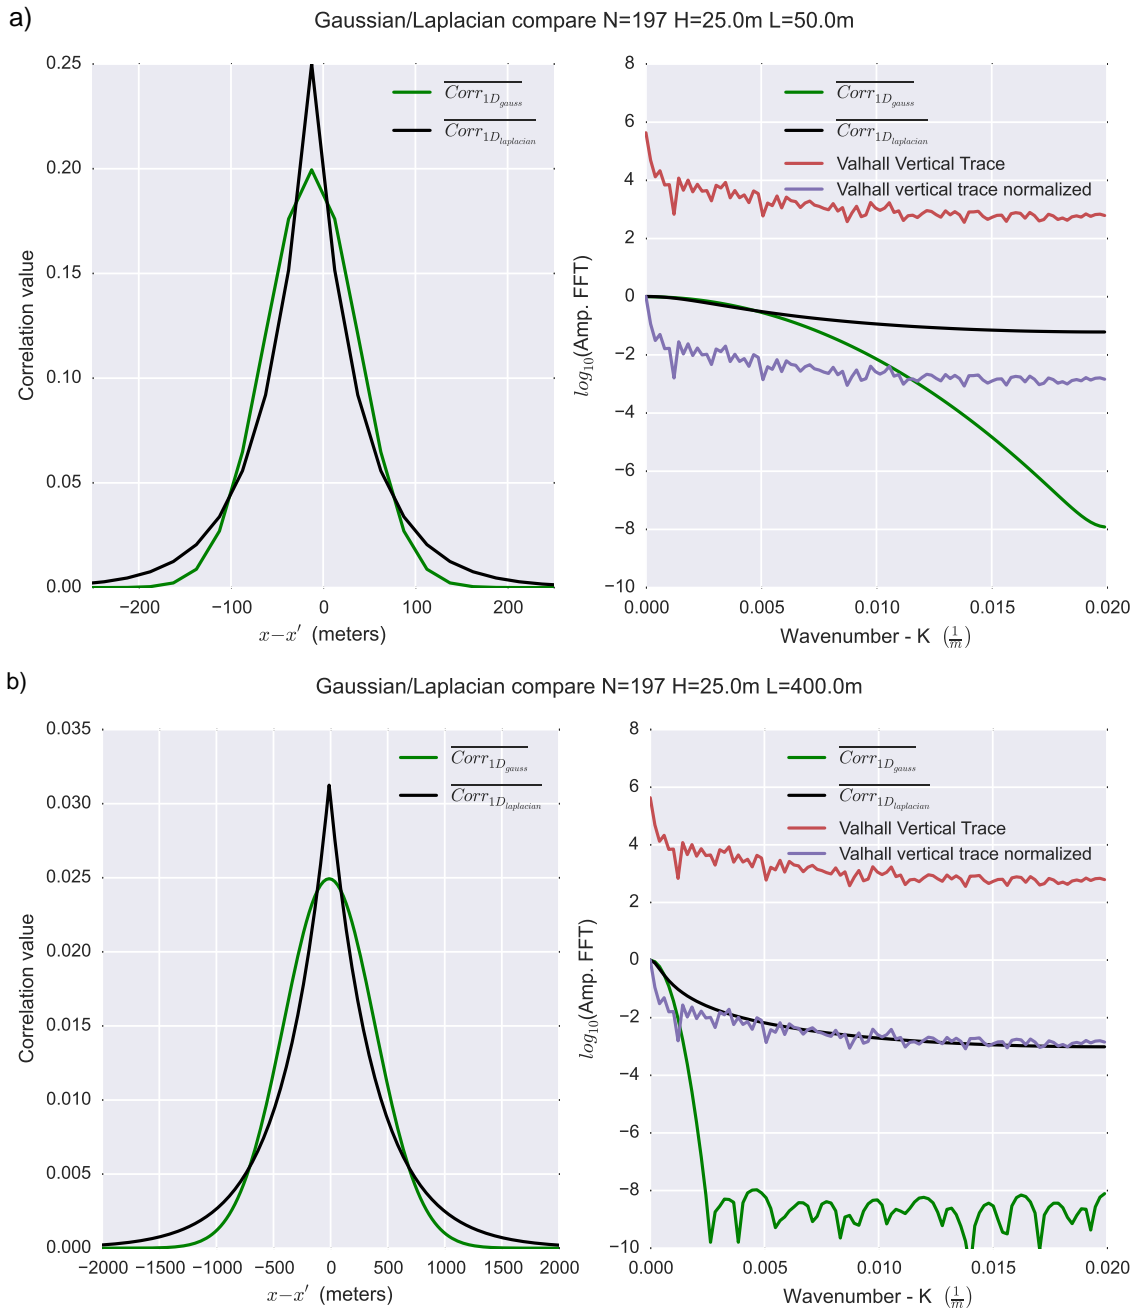 a)
Gaussian/Laplacian compare N=197 H=25.0m L=50.0m
0.25
0.20
0.15
0.10
0.05
0.00
Correlation value
−200
−100
0
100
200
x−x′ (meters)
Corr1Dgauss
Corr1Dlaplacian
8
6
4
2
0
−2
−4
−6
−8
−10
log10(Amp. FFT)
0.000
0.005
0.010
0.015
0.020
Wavenumber - K (1/m)
Corr1Dgauss
Corr1Dlaplacian
Valhall Vertical Trace
Valhall vertical trace normalized
b)
Gaussian/Laplacian compare N=197 H=25.0m L=400.0m
0.035
0.030
0.025
0.020
0.015
0.010
0.005
0.000
Correlation value
−2000
−1500
−1000
−500
0
500
1000
1500
2000
x−x′ (meters)
Corr1Dgauss
Corr1Dlaplacian
8
6
4
2
0
−2
−4
−6
−8
−10
log10(Amp. FFT)
0.000
0.005
0.010
0.015
0.020
Wavenumber - K (1/m)
Corr1Dgauss
Corr1Dlaplacian
Valhall Vertical Trace
Valhall vertical trace normalized